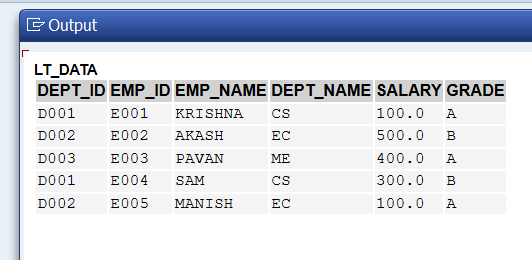 Output
LT_DATA
DEPT_ID EMP_ID EMP_NAME DEPT_NAME SALARY GRADE
D001 E001 KRISHNA CS 100.0 A
D002 E002 AKASH EC 500.0 B
D003 E003 PAVAN ME 400.0 A
D001 E004 SAM CS 300.0 B
D002 E005 MANISH EC 100.0 A